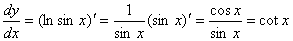 dy/dx = (ln sin x)′ = 1/sin x (sin x)′ = cos x/sin x = cot x